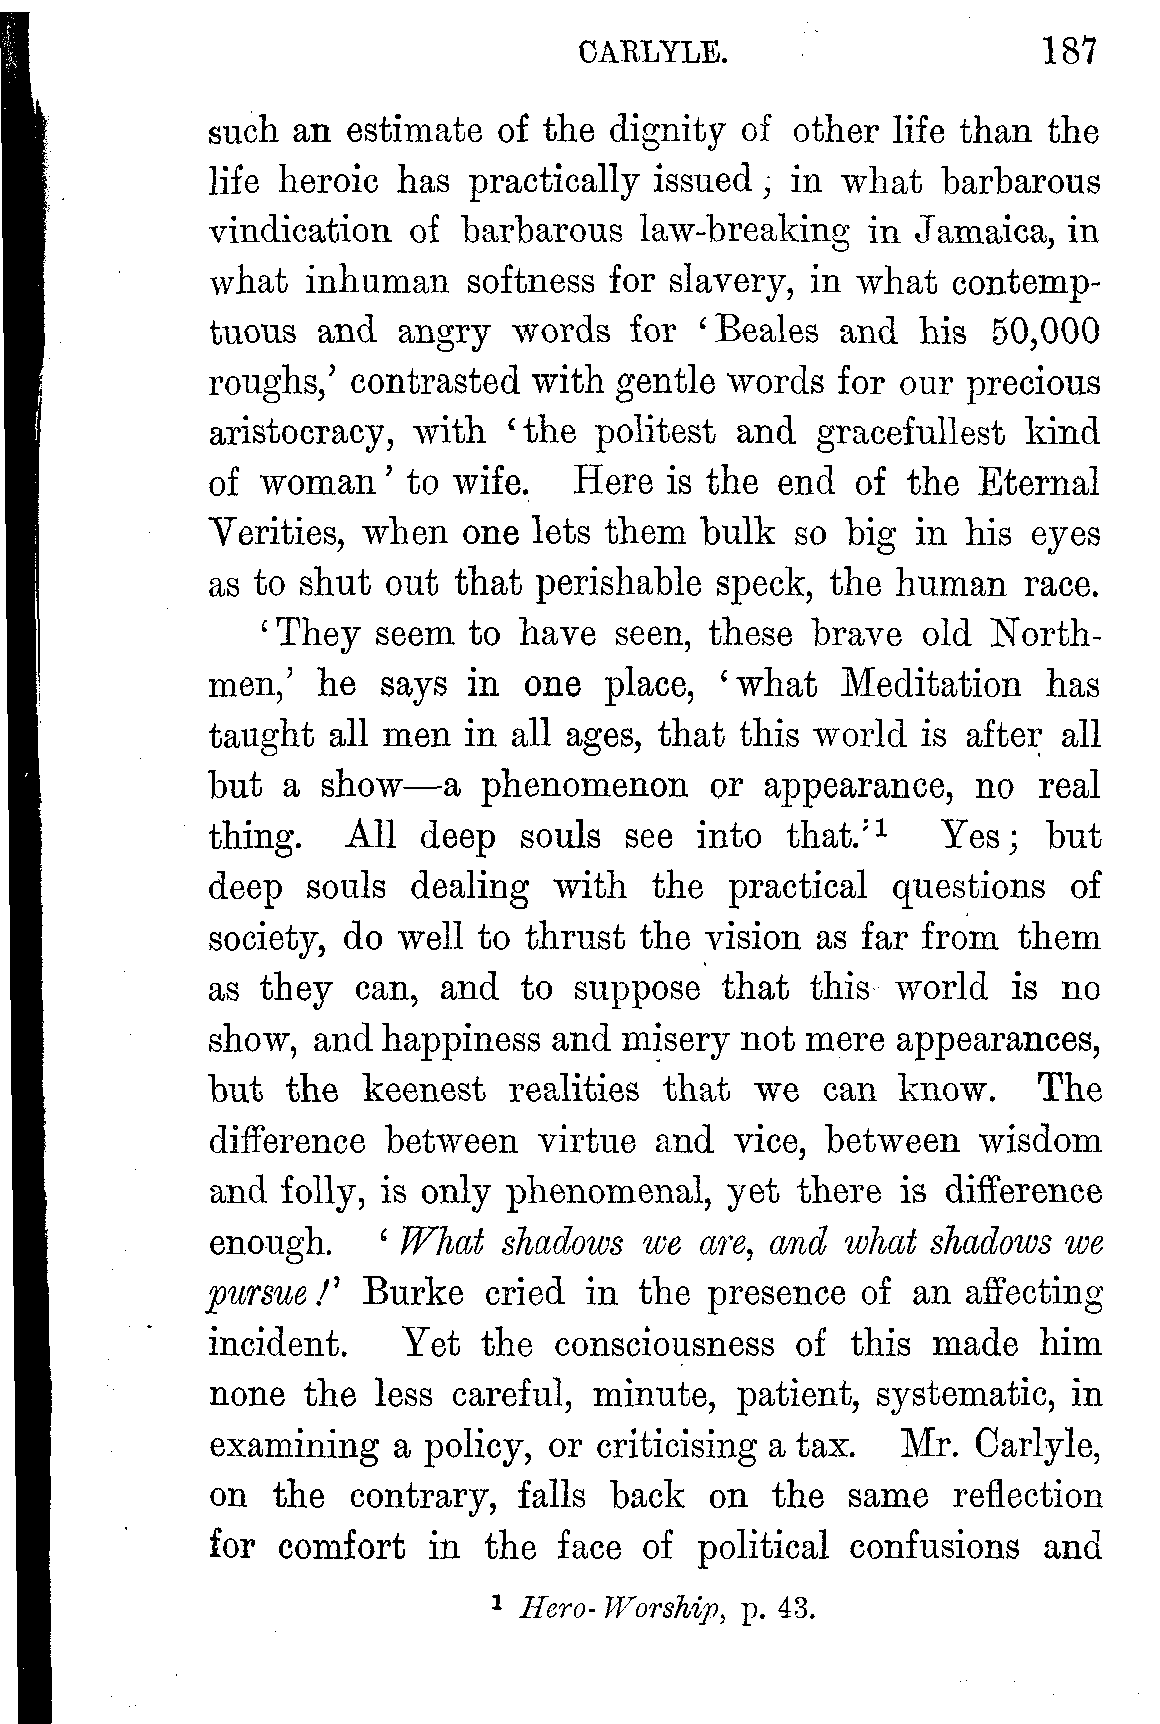 CARLYLE. 187
such an estimate of the dignity of other life than the
life heroic has practically issued; in what barbarous
vindication of barbarous law-breaking in Jamaica, in
what inhuman softness for slavery, in what contemp-
tuous and angry words for ‘Beales and his 50,000
roughs,’ contrasted with gentle words for our precious
aristocracy, with ‘the politest and gracefullest kind
of woman’ to wife. Here is the end of the Eternal
Verities, when one lets them bulk so big in his eyes
as to shut out that perishable speck, the human race.
‘They seem to have seen, these brave old North-
men,’ he says in one place, ‘what Meditation has
taught all men in all ages, that this world is after all
but a show—a phenomenon or appearance, no real
thing. All deep souls see into that.’1 Yes; but
deep souls dealing with the practical questions of
society, do well to thrust the vision as far from them
as they can, and to suppose that this world is no
show, and happiness and misery not mere appearances,
but the keenest realities that we can know. The
difference between virtue and vice, between wisdom
and folly, is only phenomenal, yet there is difference
enough. ‘What shadows we are, and what shadows we
pursue!’ Burke cried in the presence of an affecting
incident. Yet the consciousness of this made him
none the less careful, minute, patient, systematic, in
examining a policy, or criticising a tax. Mr. Carlyle,
on the contrary, falls back on the same reflection
for comfort in the face of political confusions and
1 Hero-Worship, p. 43.